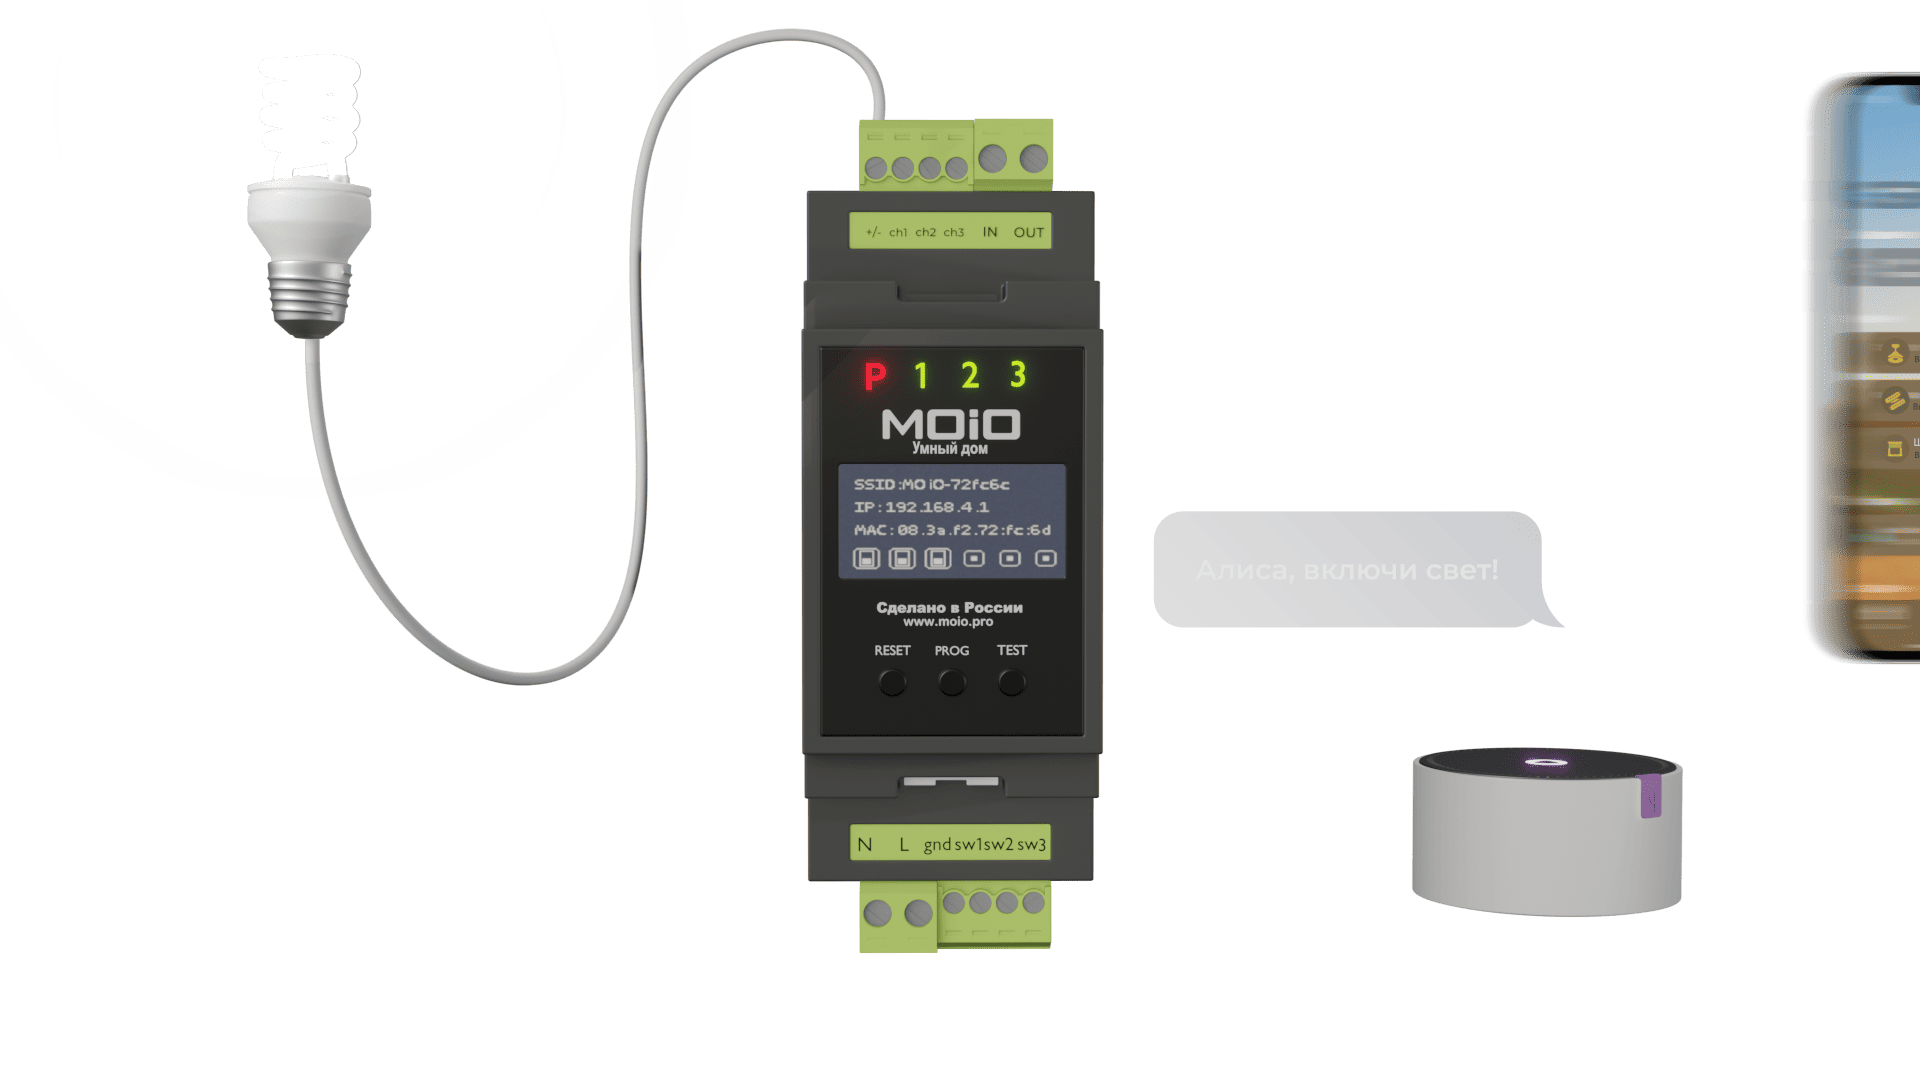 +/- ch1 ch2 ch3 IN OUT
P 1 2 3
MOiO
Умный дом
SSID:MOiO-72fc6c
IP:192.168.4.1
MAC:08.3a.f2.72:fc:6d
Сделано в России
www.moio.pro
RESET PROG TEST
N L gnd sw1 sw2 sw3
Алиса, включи свет!